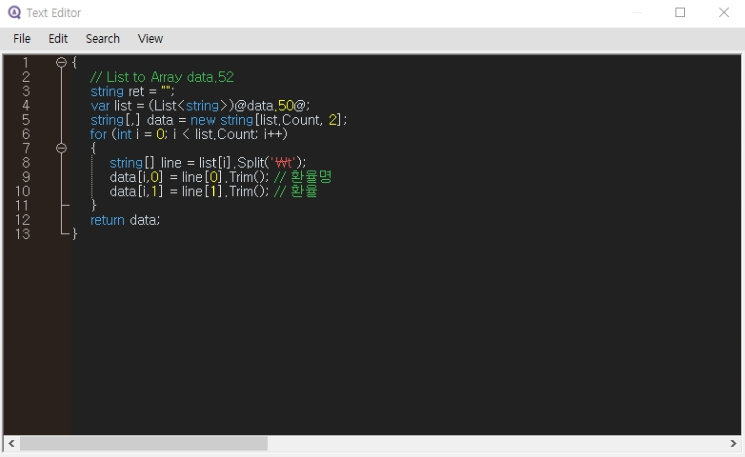 Text Editor
File Edit Search View
1 {
2 // List to Array data.52
3 string ret = "";
4 var list = (List<string>)@data.50@;
5 string[,] data = new string[list.Count, 2];
6 for (int i = 0; i < list.Count; i++)
7 {
8 string[] line = list[i].Split('₩t');
9 data[i,0] = line[0].Trim(); // 환율명
10 data[i,1] = line[1].Trim(); // 환율
11 }
12 return data;
13 }